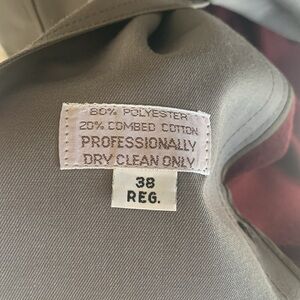 80% POLYESTER
20% COMBED COTTON
PROFESSIONALLY
DRY CLEAN ONLY
38
REG.